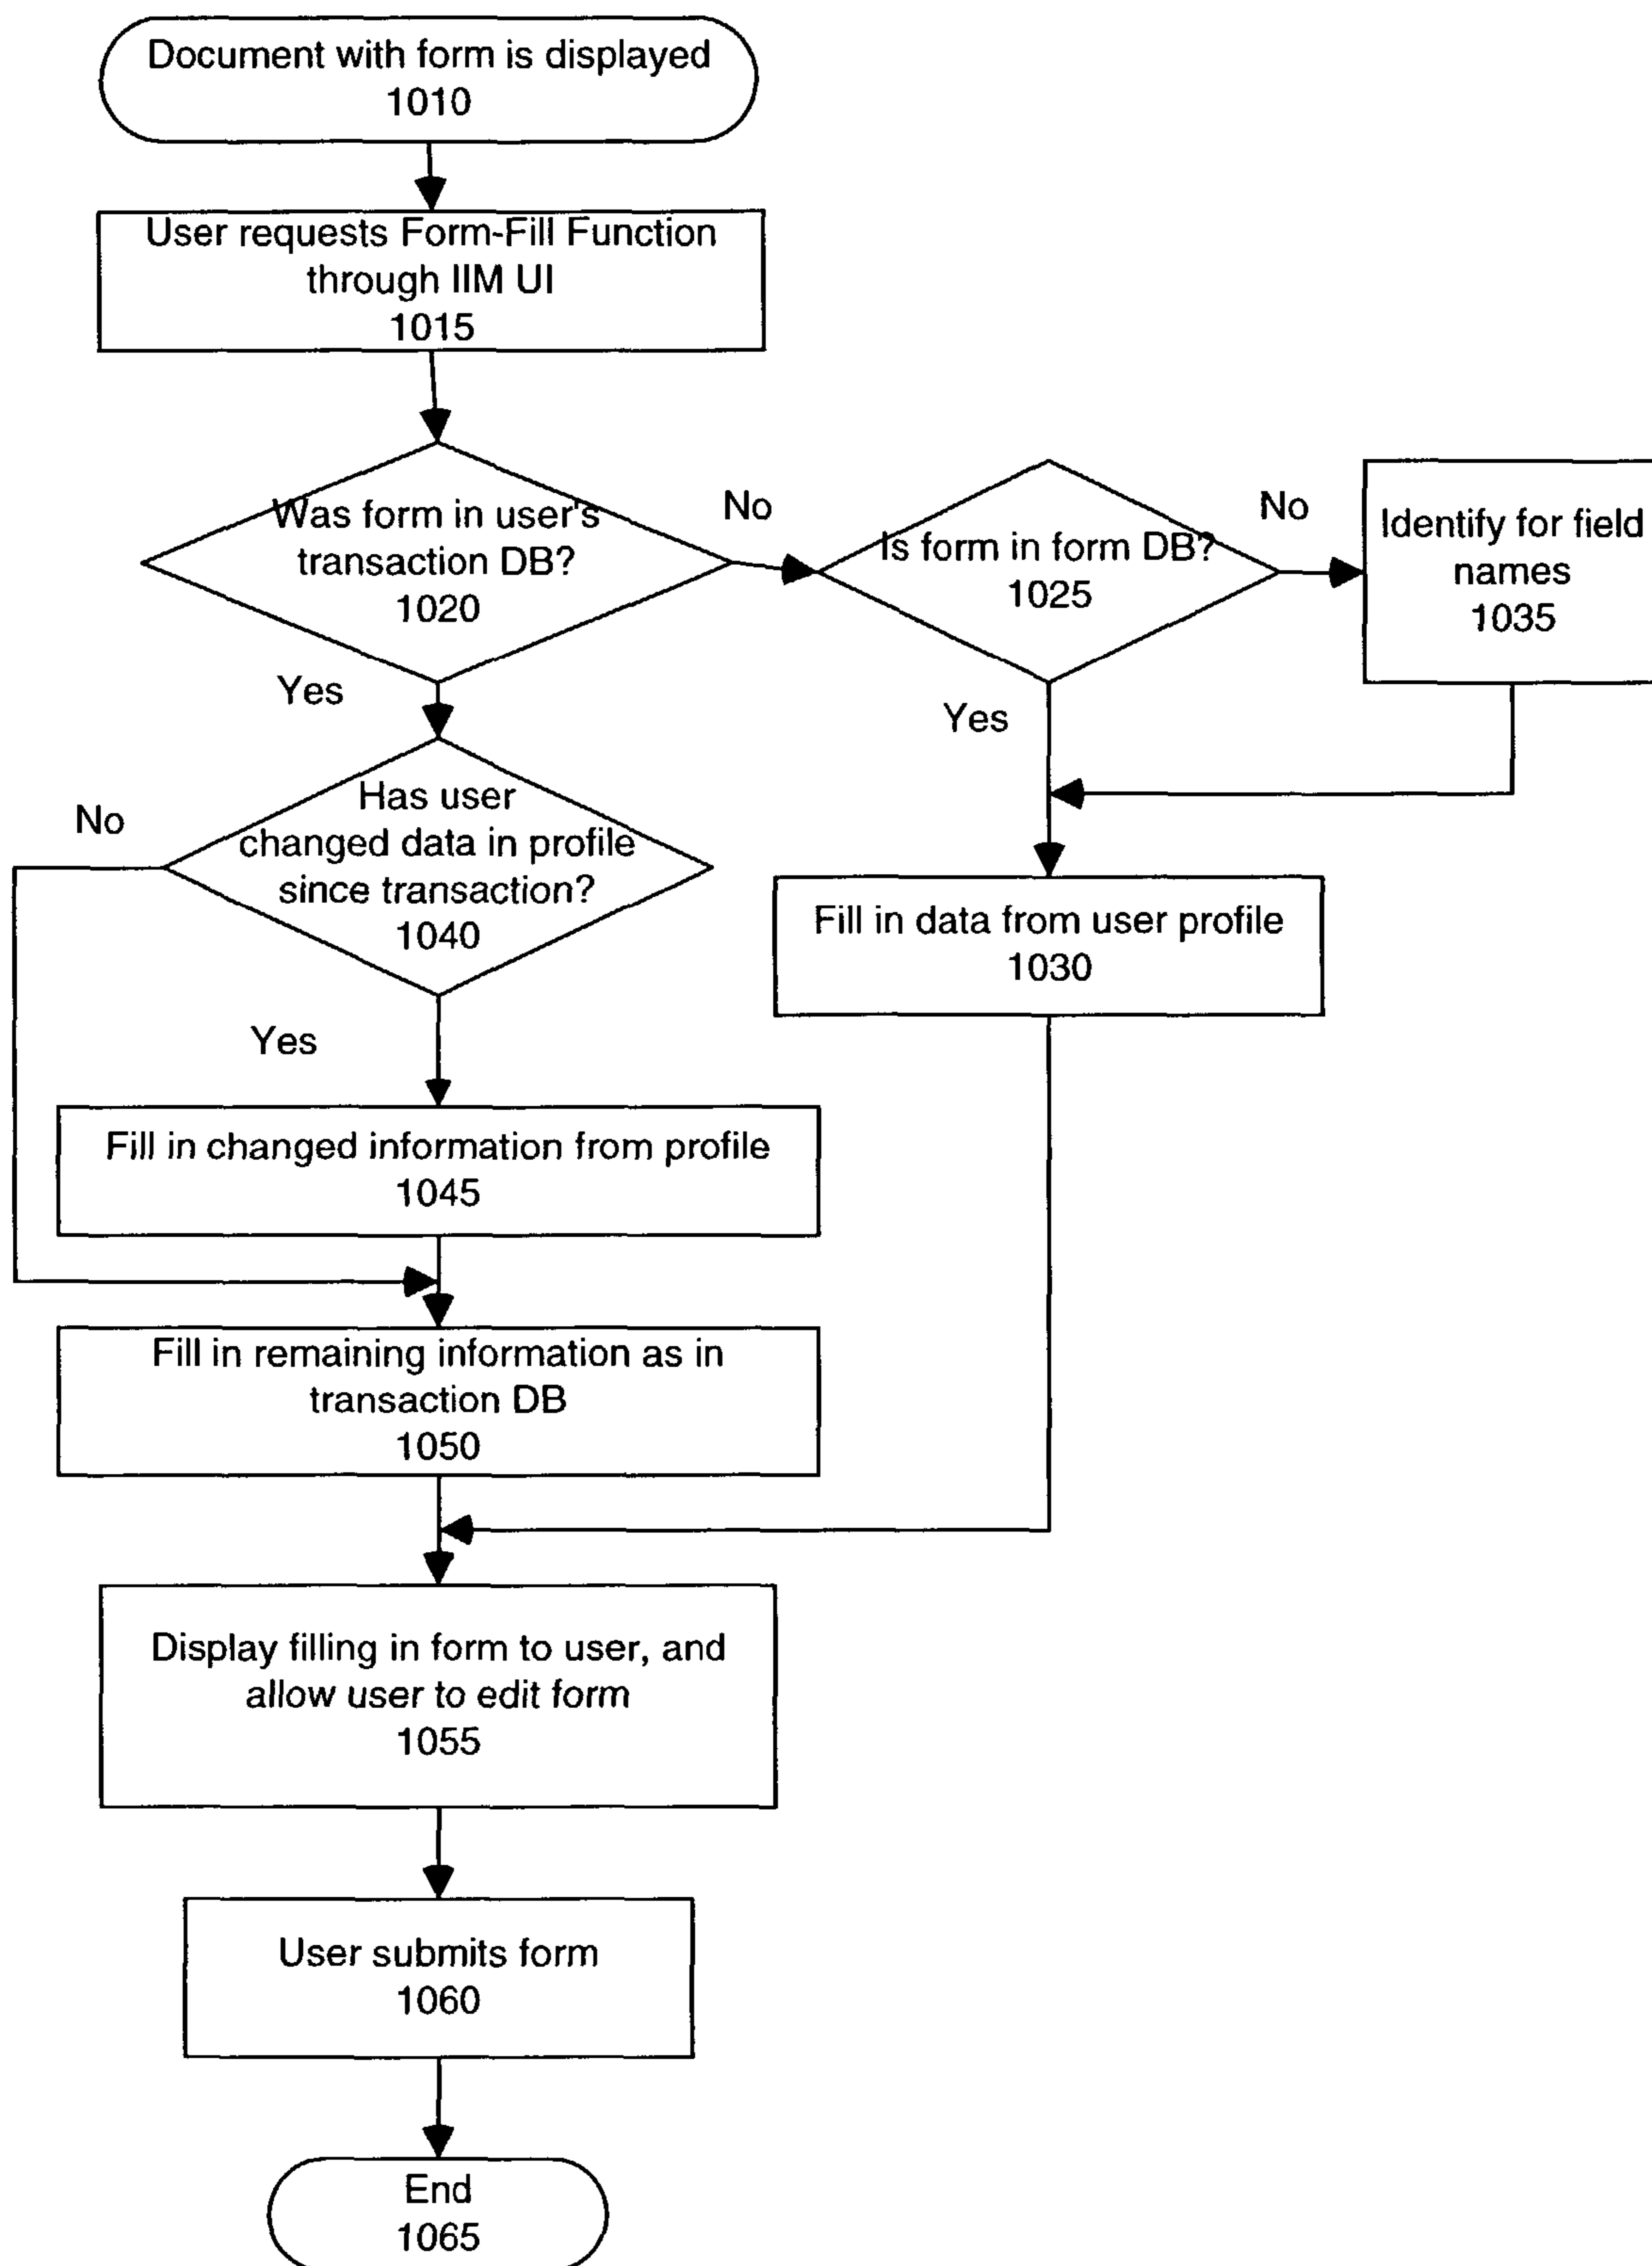 Document with form is displayed
1010
User requests Form-Fill Function
through IIM UI
1015
Was form in user's
transaction DB?
1020
No
Is form in form DB?
1025
No
Identify for field
names
1035
Yes
Yes
Has user
changed data in profile
since transaction?
1040
No
Fill in data from user profile
1030
Yes
Fill in changed information from profile
1045
Fill in remaining information as in
transaction DB
1050
Display filling in form to user, and
allow user to edit form
1055
User submits form
1060
End
1065